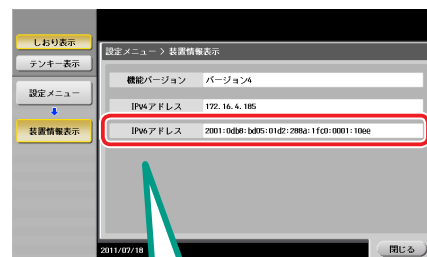 しおり表示
テンキー表示
設定メニュー
装置情報表示
設定メニュー > 装置情報表示
機能バージョン バージョン4
IPV4アドレス 172.16.4.185
IPV6アドレス 2001:0db8:bd05:01d2:288a:1fc0:0001:10ee
2011/07/18
閉じる